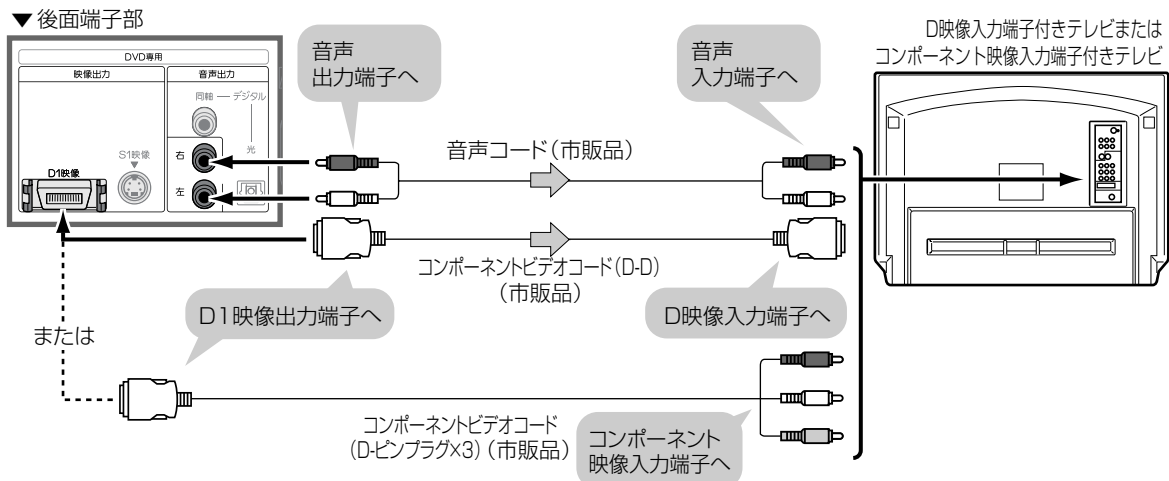 ▼後面端子部
DVD専用
映像出力
音声出力
同軸 ― デジタル
光
S1映像
▼
D1映像
右
左
音声
出力端子へ
音声
入力端子へ
D映像入力端子付きテレビまたは
コンポーネント映像入力端子付きテレビ
音声コード(市販品)
コンポーネントビデオコード(D-D)
(市販品)
D1映像出力端子へ
D映像入力端子へ
または
コンポーネントビデオコード
(D-ピンプラグ×3)(市販品)
コンポーネント
映像入力端子へ